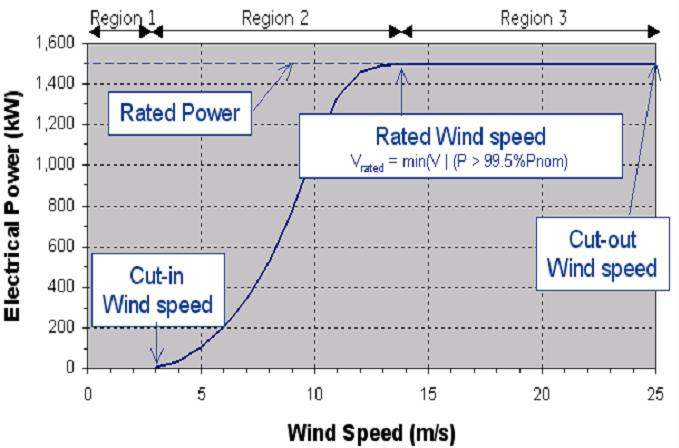 Region 1 Region 2 Region 3
1,600
1,400
1,200
1,000
800
600
400
200
0
Electrical Power (kW)
Rated Power
Rated Wind speed
Vrated = min(V | (P > 99.5%Pnom)
Cut-in
Wind speed
Cut-out
Wind speed
0 5 10 15 20 25
Wind Speed (m/s)